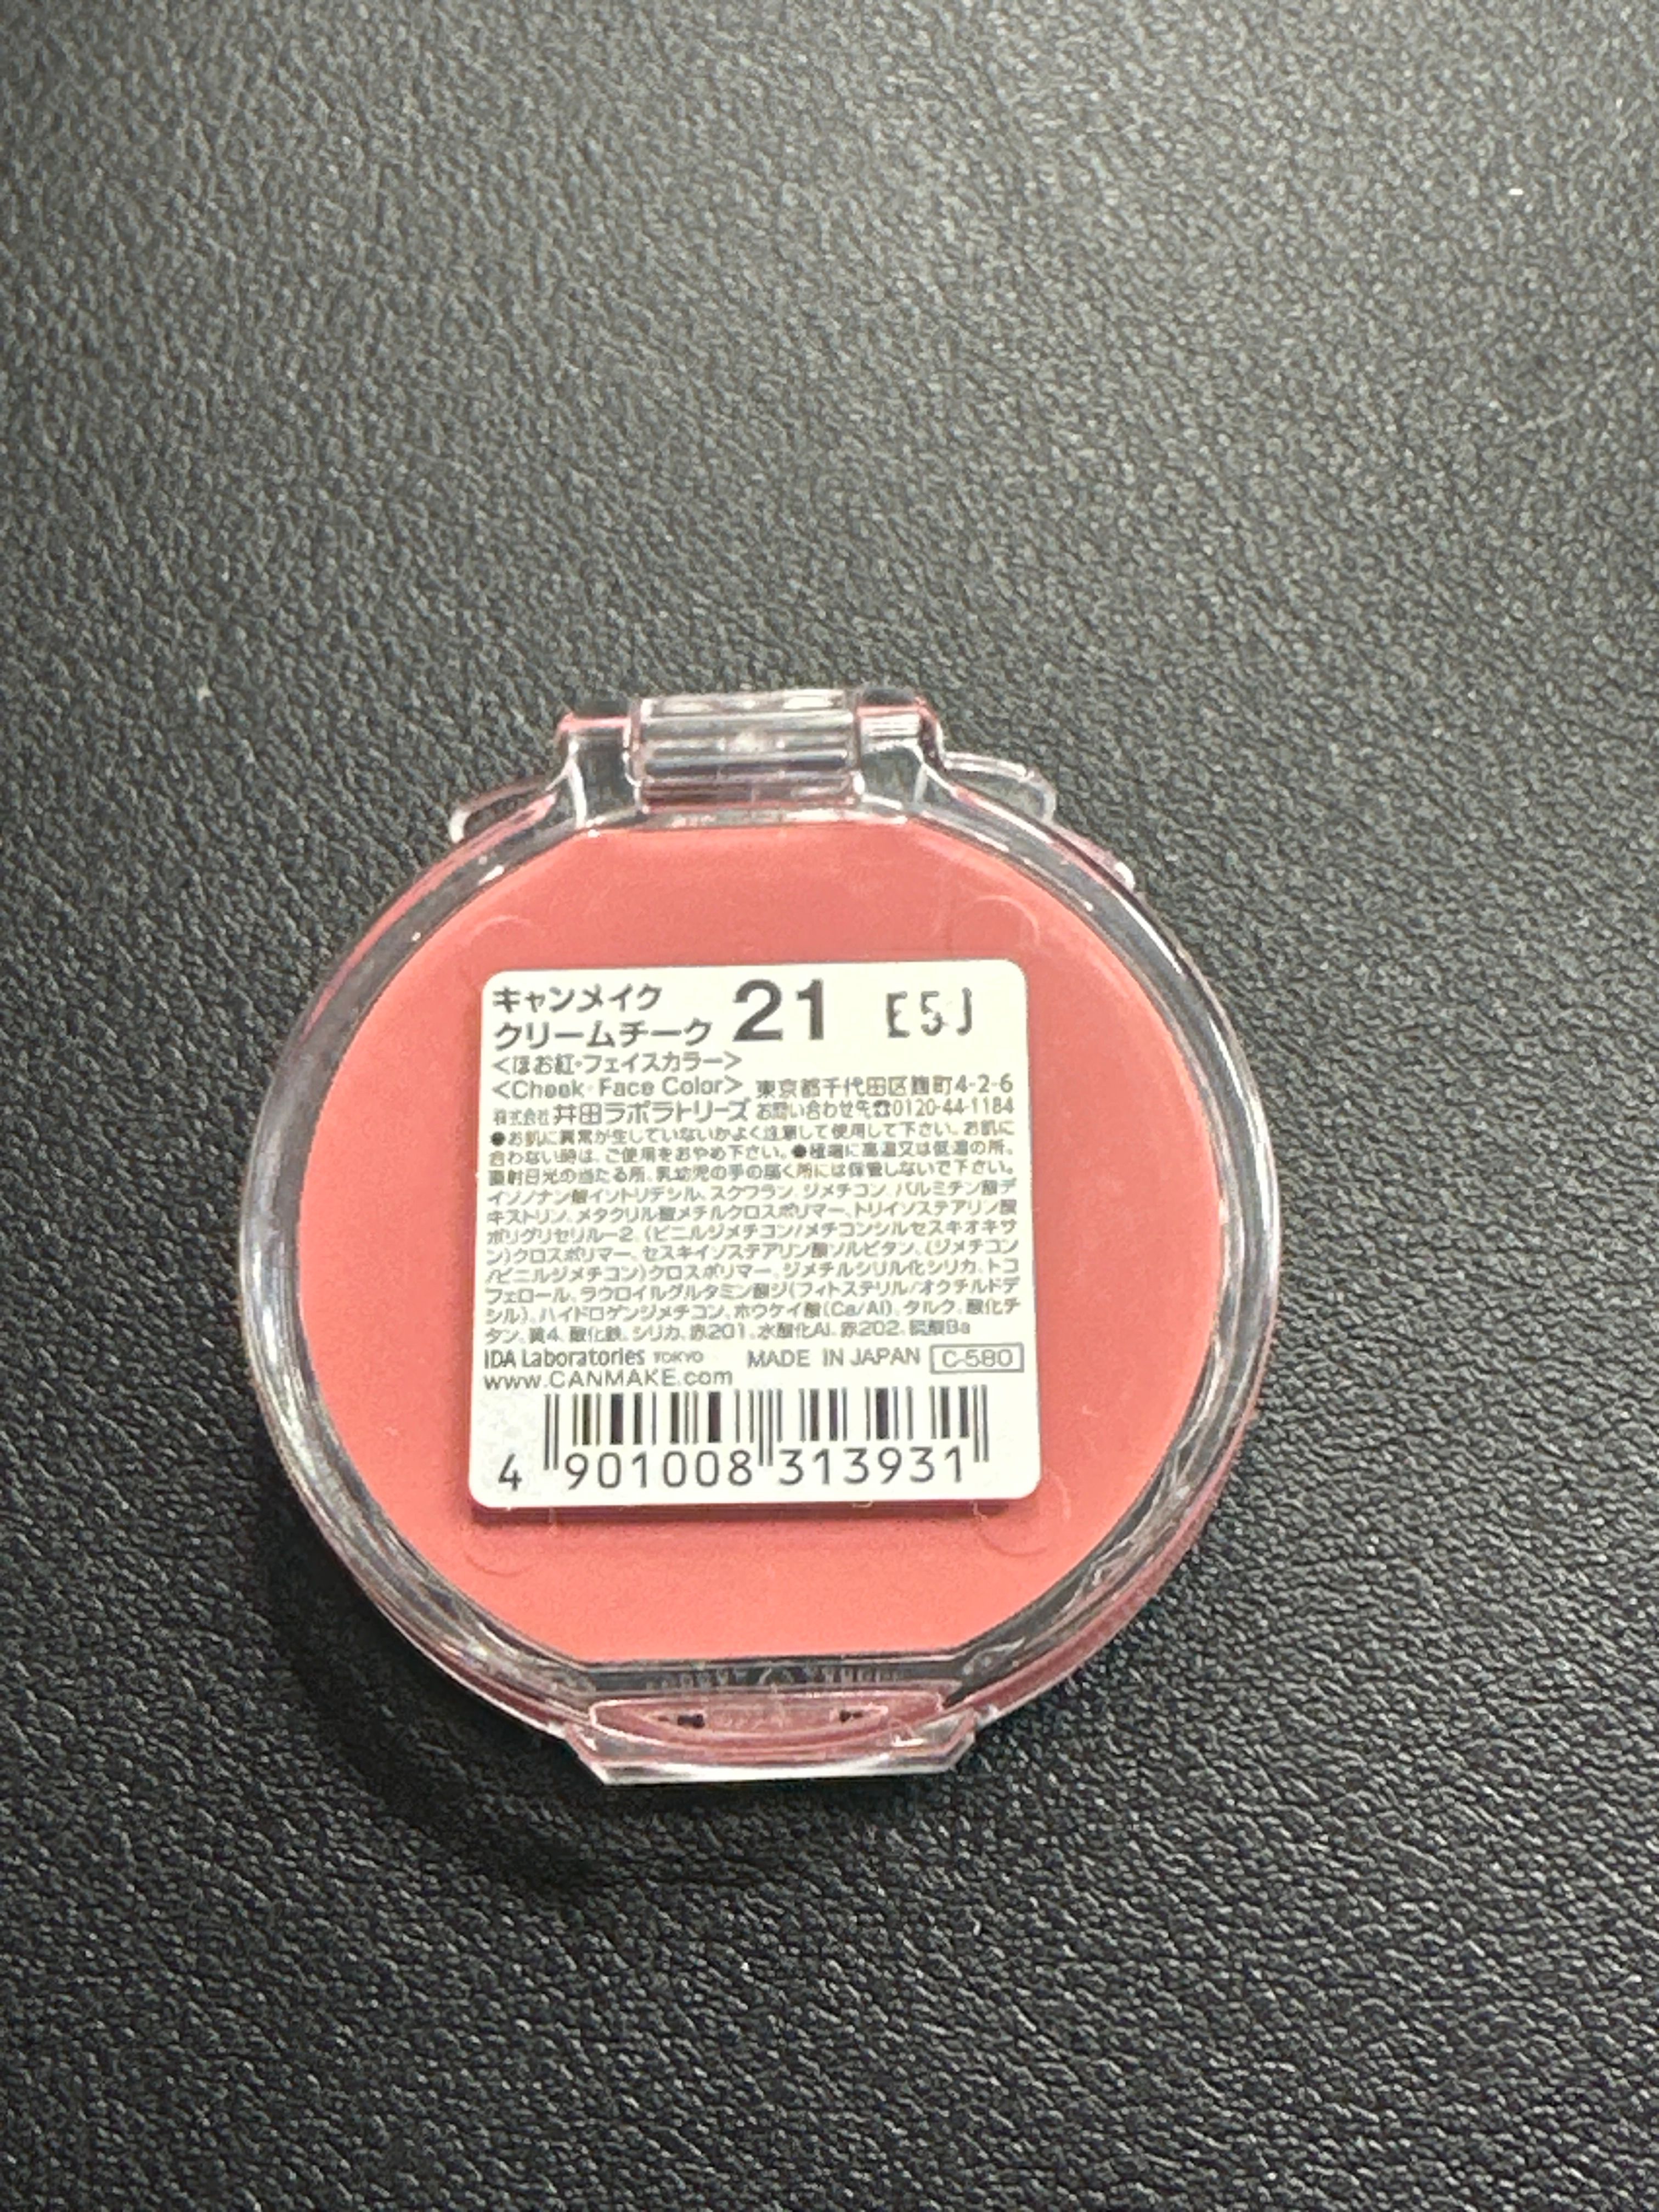 キャンメイク
クリームチーク 21 E5J
<ほお紅・フェイスカラー>
<Cheek・Face Color> 東京都千代田区麹町4-2-6
株式会社 井田ラボラトリーズ お問い合わせ先☎0120-44-1184
●お肌に異常が生じていないかよく注意して使用して下さい。お肌に
合わない時は、ご使用をおやめ下さい。●極端に高温又は低温の所、
直射日光の当たる所、乳幼児の手の届く所には保管しないで下さい。
イソノナン酸イソトリデシル、スクワラン、ジメチコン、パルミチン酸デ
キストリン、メタクリル酸メチルクロスポリマー、トリイソステアリン酸
ポリグリセリル-2、(ビニルジメチコン/メチコンシルセスキオキサ
ン)クロスポリマー、セスキイソステアリン酸ソルビタン、(ジメチコン
/ビニルジメチコン)クロスポリマー、ジメチルシリル化シリカ、トコ
フェロール、ラウロイルグルタミン酸ジ(フィトステリル/オクチルドデ
シル)、ハイドロゲンジメチコン、ホウケイ酸(Ca/Al)、タルク、酸化チ
タン、黄4、酸化鉄、シリカ、赤201、水酸化Al、赤202、硫酸Ba
IDA Laboratories TOKYO MADE IN JAPAN C-580
www.CANMAKE.com
4 901008 313931